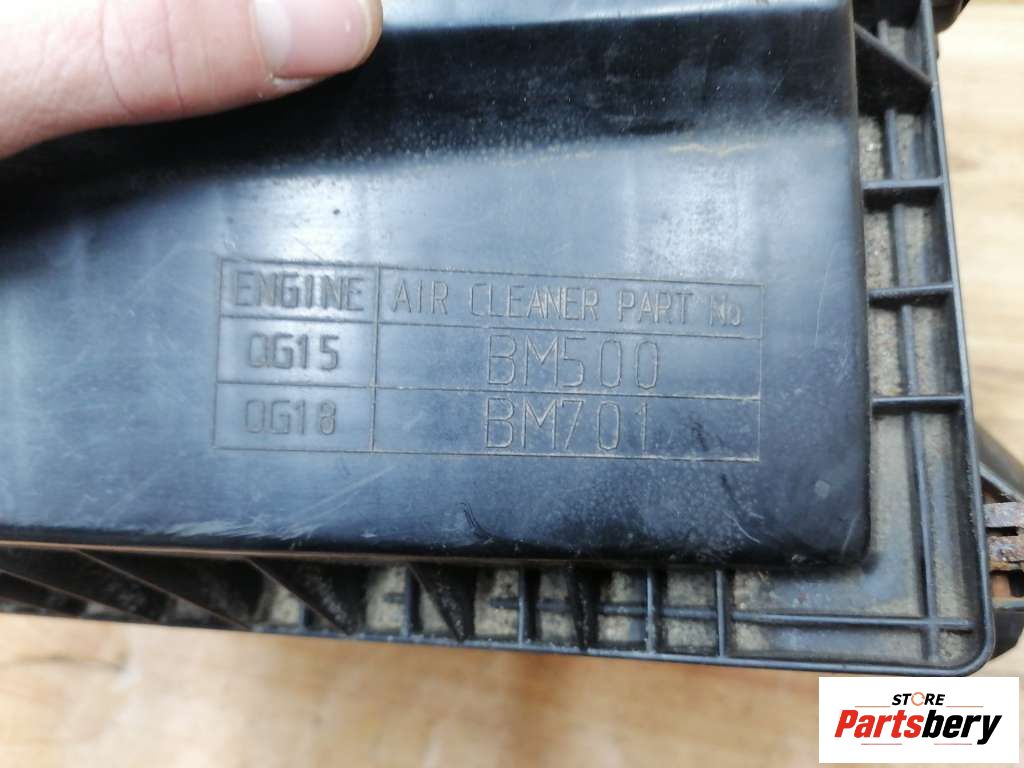 ENGINE AIR CLEANER PART No
QG15 BM500
QG18 BM701
STORE
Partsbery